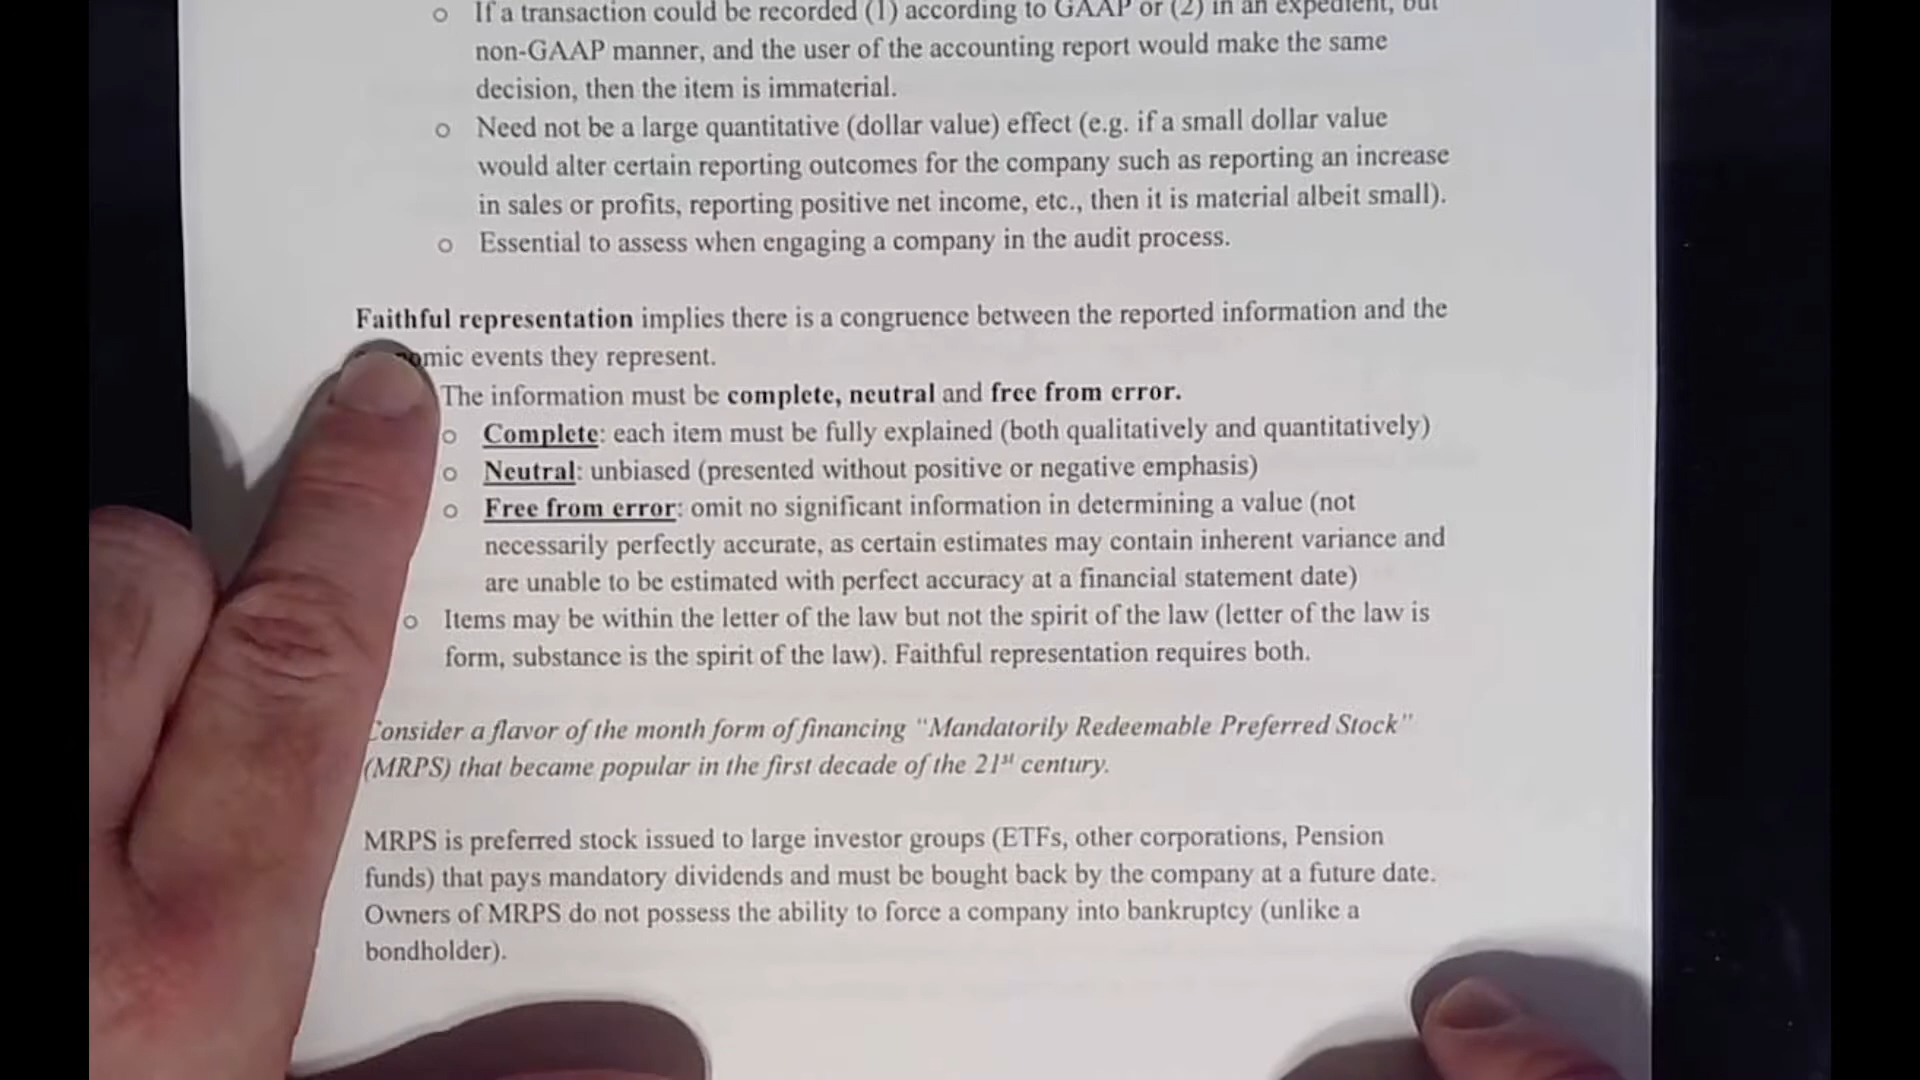 ○ If a transaction could be recorded (1) according to GAAP or (2) in an expedient, but
non-GAAP manner, and the user of the accounting report would make the same
decision, then the item is immaterial.
○ Need not be a large quantitative (dollar value) effect (e.g. if a small dollar value
would alter certain reporting outcomes for the company such as reporting an increase
in sales or profits, reporting positive net income, etc., then it is material albeit small).
○ Essential to assess when engaging a company in the audit process.
Faithful representation implies there is a congruence between the reported information and the
omic events they represent.
The information must be complete, neutral and free from error.
○ Complete: each item must be fully explained (both qualitatively and quantitatively)
○ Neutral: unbiased (presented without positive or negative emphasis)
○ Free from error: omit no significant information in determining a value (not
necessarily perfectly accurate, as certain estimates may contain inherent variance and
are unable to be estimated with perfect accuracy at a financial statement date)
○ Items may be within the letter of the law but not the spirit of the law (letter of the law is
form, substance is the spirit of the law). Faithful representation requires both.
Consider a flavor of the month form of financing "Mandatorily Redeemable Preferred Stock"
(MRPS) that became popular in the first decade of the 21st century.
MRPS is preferred stock issued to large investor groups (ETFs, other corporations, Pension
funds) that pays mandatory dividends and must be bought back by the company at a future date.
Owners of MRPS do not possess the ability to force a company into bankruptcy (unlike a
bondholder).